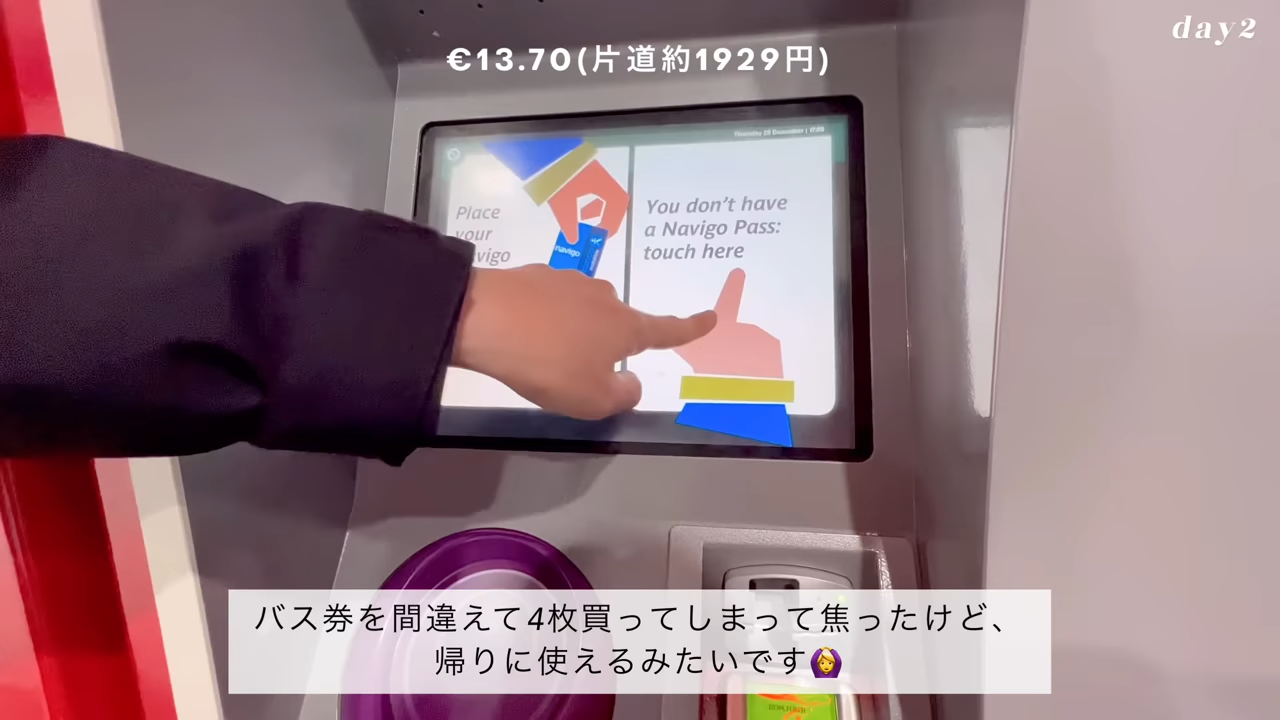 day2
€13.70(片道約1929円)
Place
your
You don't have
a Navigo Pass:
touch here
navigo
バス券を間違えて4枚買ってしまって焦ったけど、
帰りに使えるみたいです🙆‍♀️